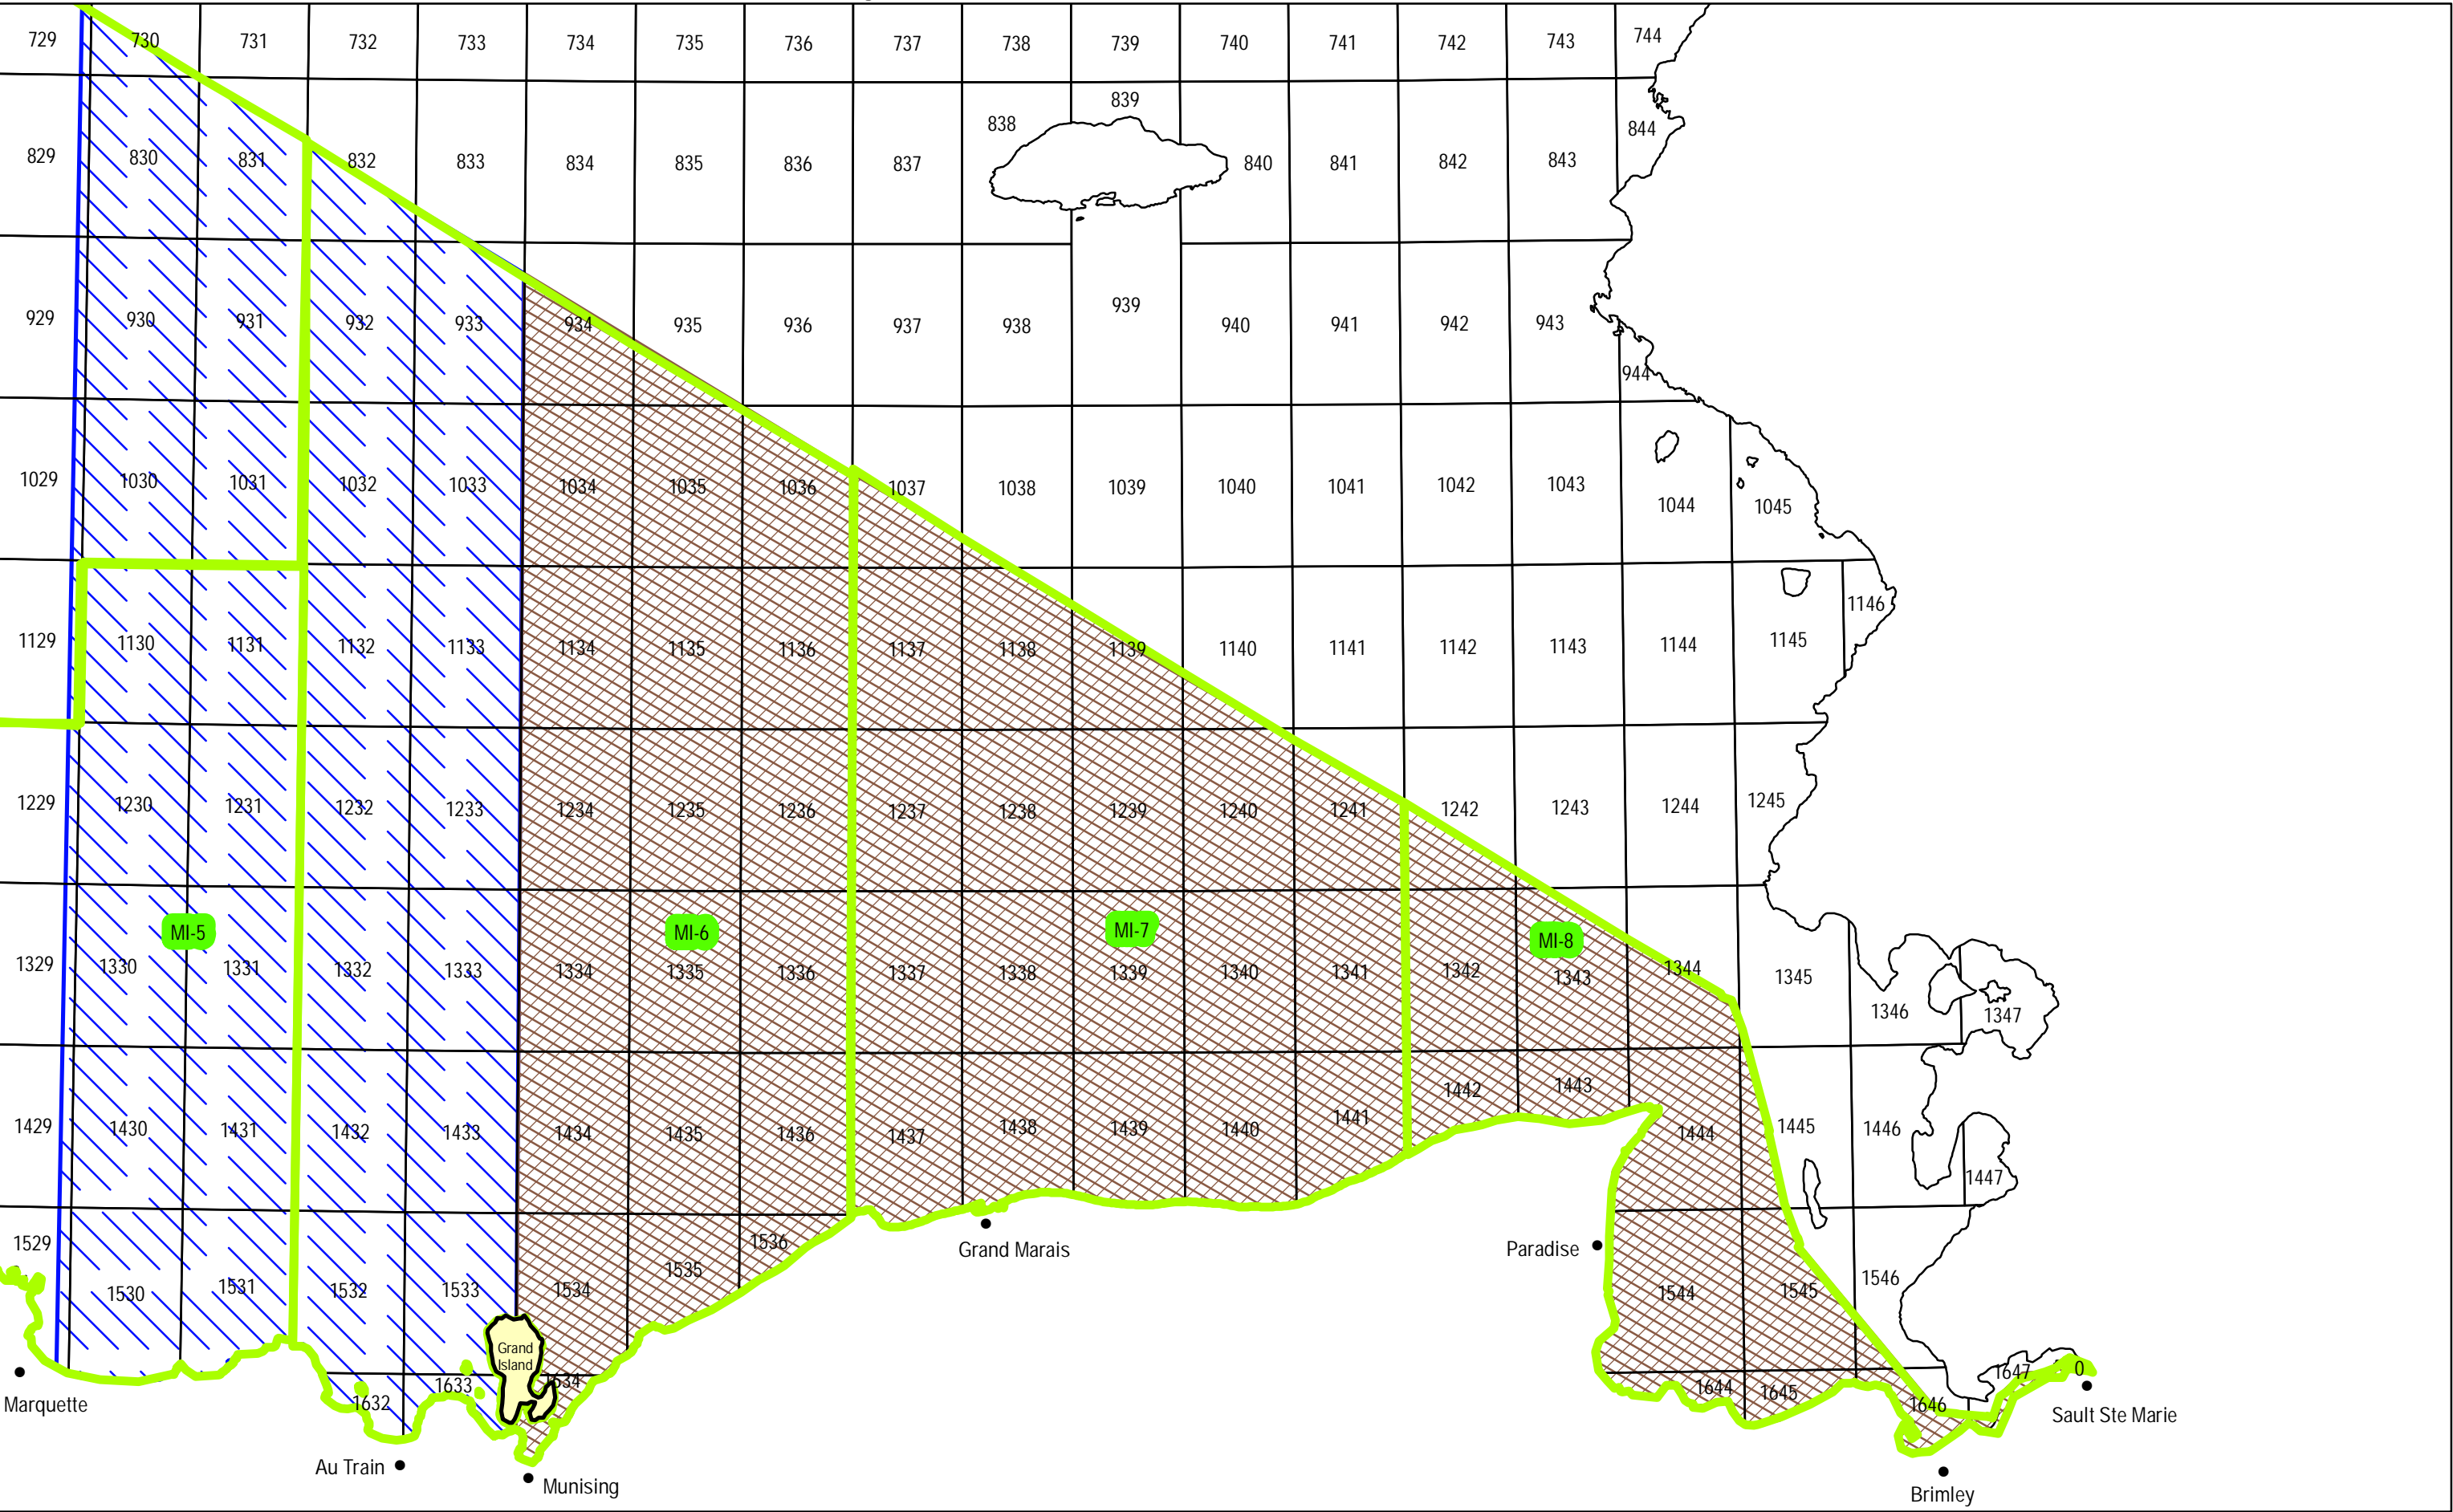 729 730 731 732 733 734 735 736 737 738 739 740 741 742 743 744
839
838
844
829 830 831 832 833 834 835 836 837 840 841 842 843
939
929 930 931 932 933 934 935 936 937 938 940 941 942 943
944
1029 1030 1031 1032 1033 1034 1035 1036 1037 1038 1039 1040 1041 1042 1043
1044 1045
1146
1129 1130 1131 1132 1133 1134 1135 1136 1137 1138 1139 1140 1141 1142 1143 1144 1145
1229 1230 1231 1232 1233 1234 1235 1236 1237 1238 1239 1240 1241 1242 1243 1244 1245
MI-5 MI-6 MI-7 MI-8
1329 1330 1331 1332 1333 1334 1335 1336 1337 1338 1339 1340 1341 1342 1343 1344 1345
1346 1347
1442 1443
1429 1430 1431 1432 1433 1434 1435 1436 1437 1438 1439 1440 1441 1444 1445 1446
1447
1529 1536
Grand Marais
Paradise
1535
1530 1531 1532 1533 1534 1544 1545 1546
Grand
Island
1647 0
1632 1633 1634 1644 1645 1646
Marquette
Sault Ste Marie
Au Train
Munising
Brimley